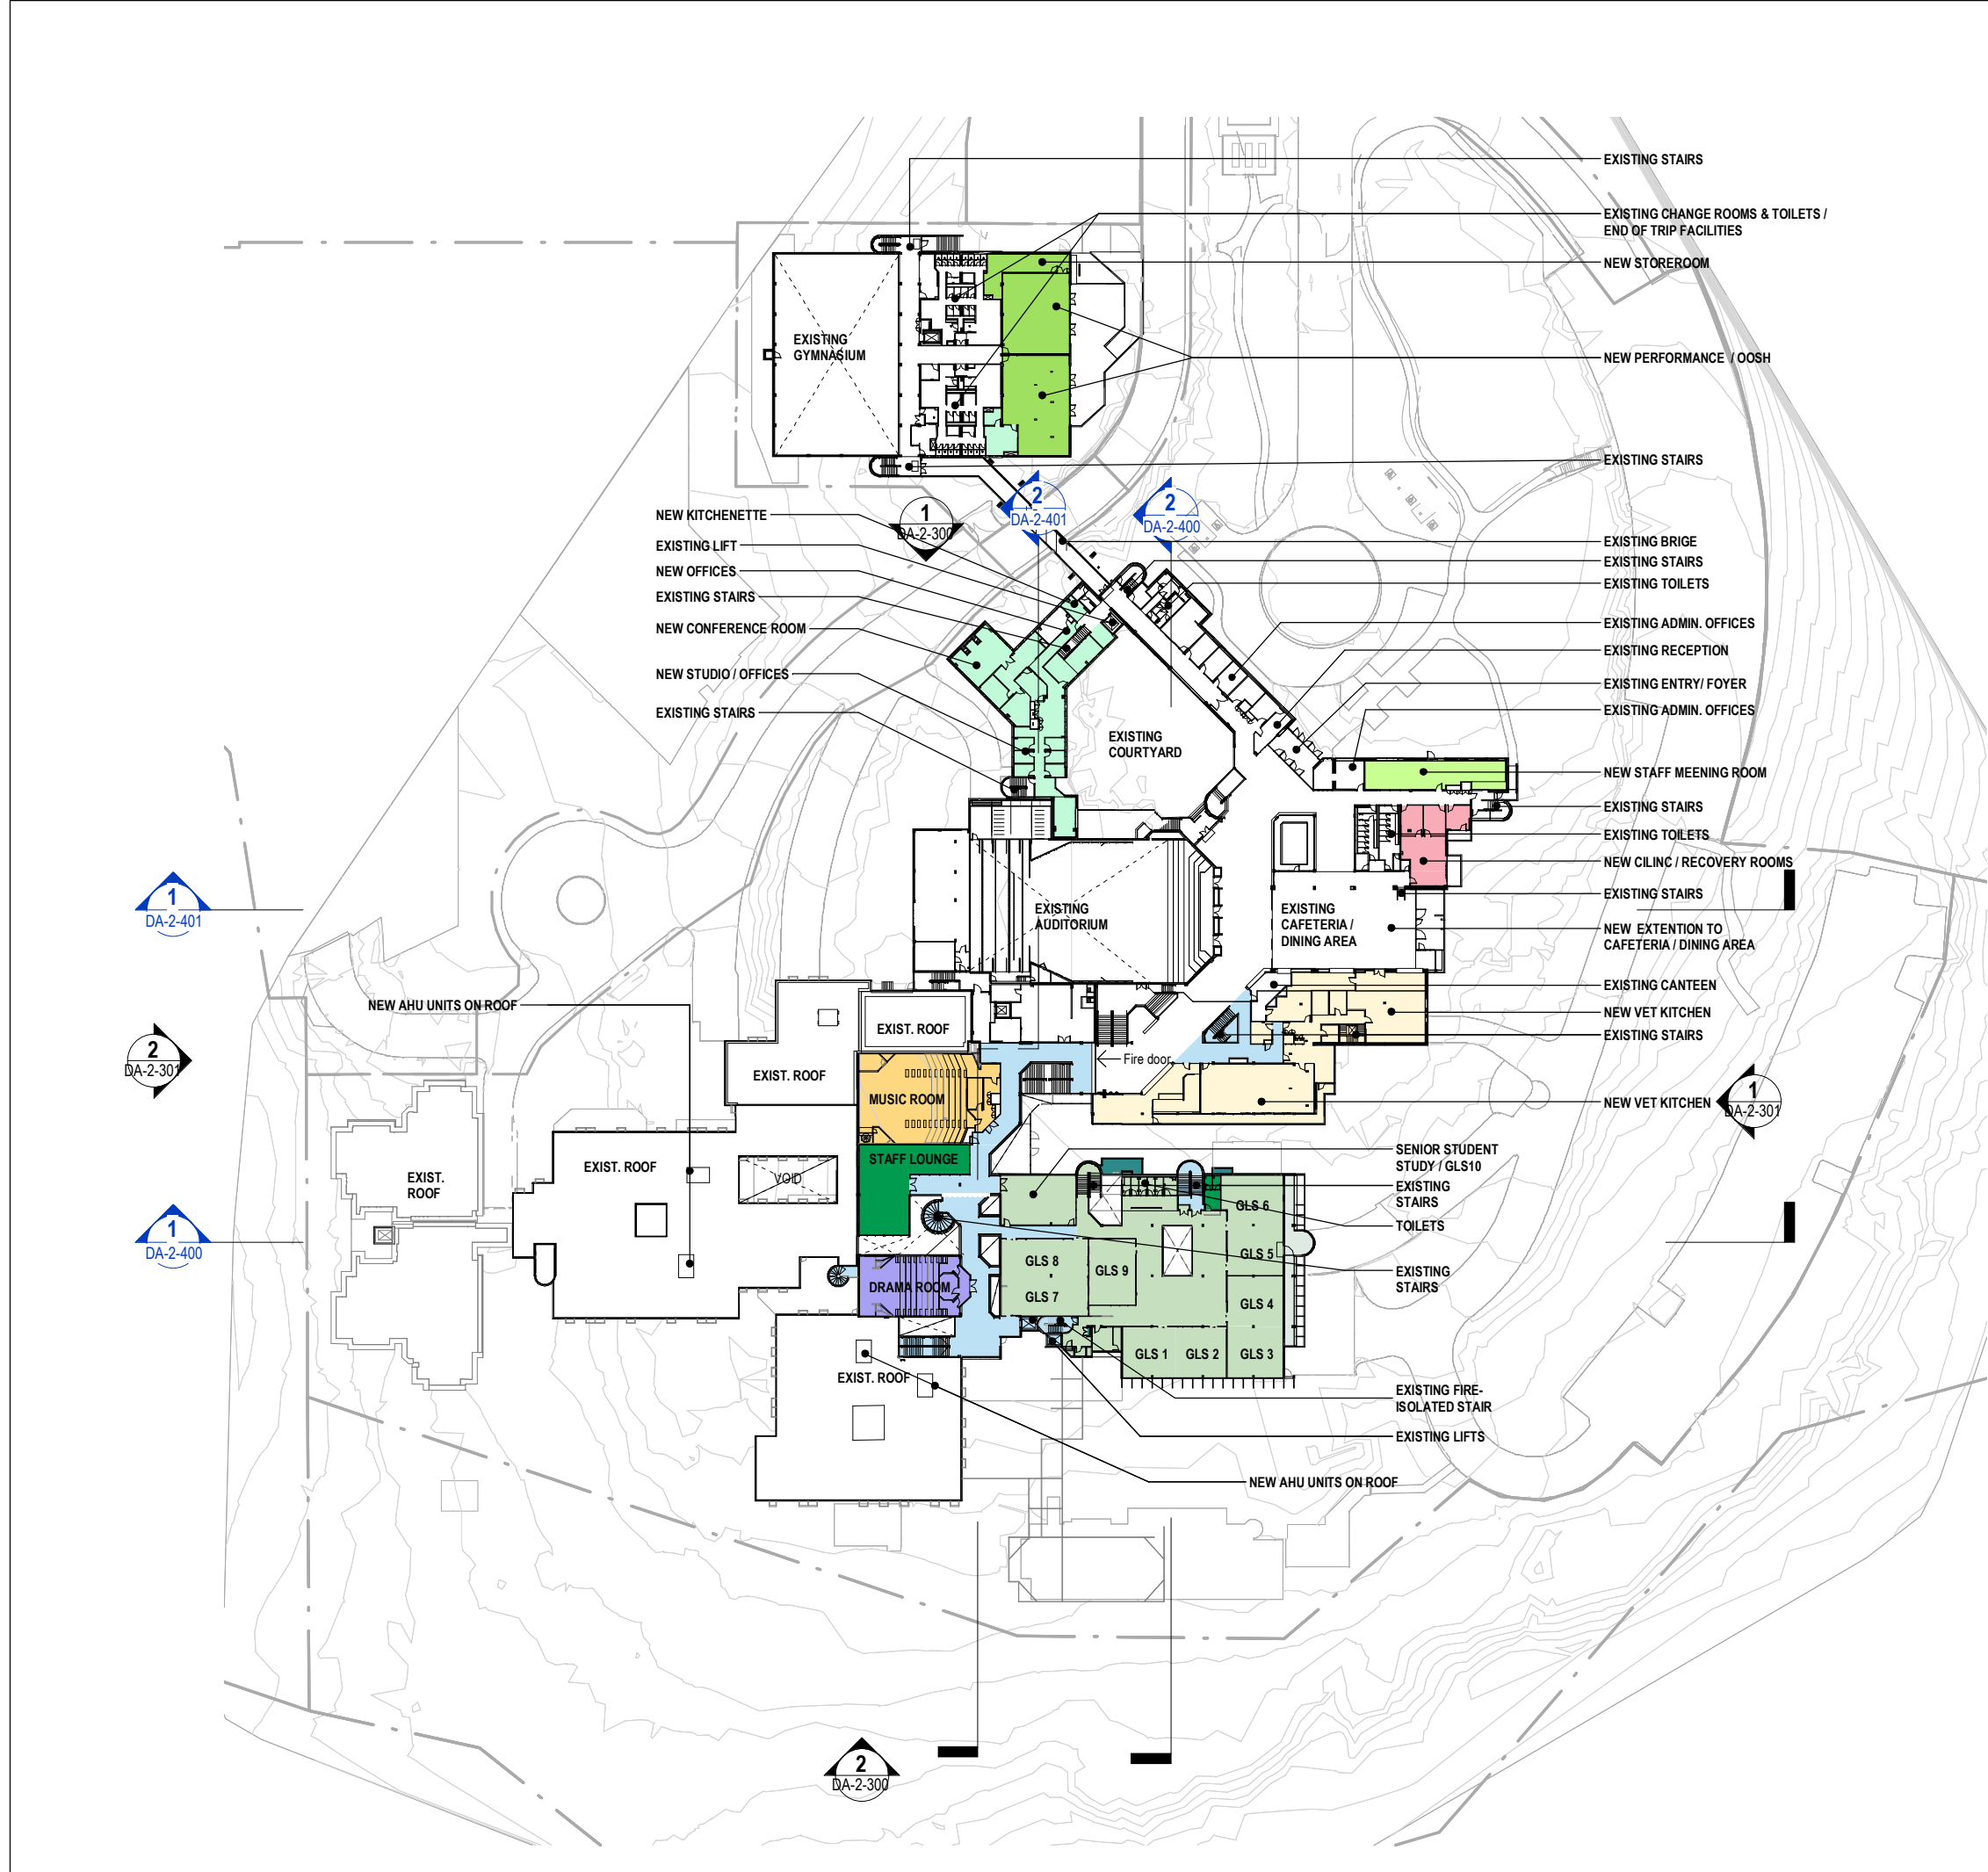 EXISTING STAIRS
EXISTING CHANGE ROOMS & TOILETS /
END OF TRIP FACILITIES
NEW STOREROOM
EXISTING
GYMNASIUM
NEW PERFORMANCE / OOSH
EXISTING STAIRS
2
DA-2-401
2
DA-2-400
1
DA-2-300
NEW KITCHENETTE
EXISTING LIFT
NEW OFFICES
EXISTING STAIRS
NEW CONFERENCE ROOM
NEW STUDIO / OFFICES
EXISTING STAIRS
EXISTING BRIGE
EXISTING STAIRS
EXISTING TOILETS
EXISTING ADMIN. OFFICES
EXISTING RECEPTION
EXISTING ENTRY/ FOYER
EXISTING ADMIN. OFFICES
EXISTING
COURTYARD
NEW STAFF MEENING ROOM
EXISTING STAIRS
EXISTING TOILETS
NEW CILINC / RECOVERY ROOMS
EXISTING STAIRS
NEW EXTENTION TO
CAFETERIA / DINING AREA
1
DA-2-401
EXISTING
AUDITORIUM
EXISTING
CAFETERIA /
DINING AREA
EXISTING CANTEEN
NEW VET KITCHEN
EXISTING STAIRS
NEW AHU UNITS ON ROOF
EXIST. ROOF
2
DA-2-301
EXIST. ROOF
Fire door
MUSIC ROOM
NEW VET KITCHEN
1
DA-2-301
STAFF LOUNGE
EXIST. ROOF
VOID
EXIST.
ROOF
SENIOR STUDENT
STUDY / GLS10
EXISTING
STAIRS
TOILETS
GLS 6
1
DA-2-400
GLS 8
GLS 9
GLS 5
EXISTING
STAIRS
DRAMA ROOM
GLS 7
GLS 4
GLS 1
GLS 2
GLS 3
EXIST. ROOF
EXISTING FIRE-
ISOLATED STAIR
EXISTING LIFTS
NEW AHU UNITS ON ROOF
2
DA-2-300